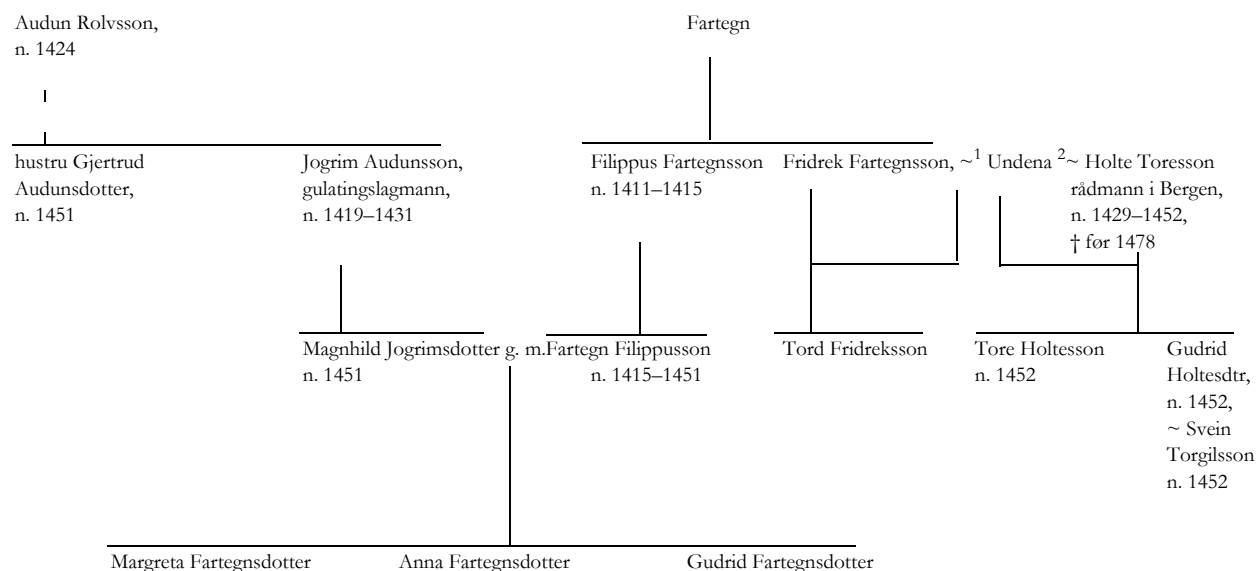 Audun Rolvsson,
n. 1424
Fartegn
hustru Gjertrud
Audunsdotter,
n. 1451
Jogrim Audunsson,
gulatingslagmann,
n. 1419–1431
Filippus Fartegnsson
n. 1411–1415
Fridrek Fartegnsson, ~1 Undena 2~ Holte Toresson
rådmann i Bergen,
n. 1429–1452,
† før 1478
Magnhild Jogrimsdotter g. m.Fartegn Filippusson
n. 1451
n. 1415–1451
Tord Fridreksson
Tore Holtesson
n. 1452
Gudrid
Holtesdtr,
n. 1452,
~ Svein
Torgilsson
n. 1452
Margreta Fartegnsdotter
Anna Fartegnsdotter
Gudrid Fartegnsdotter